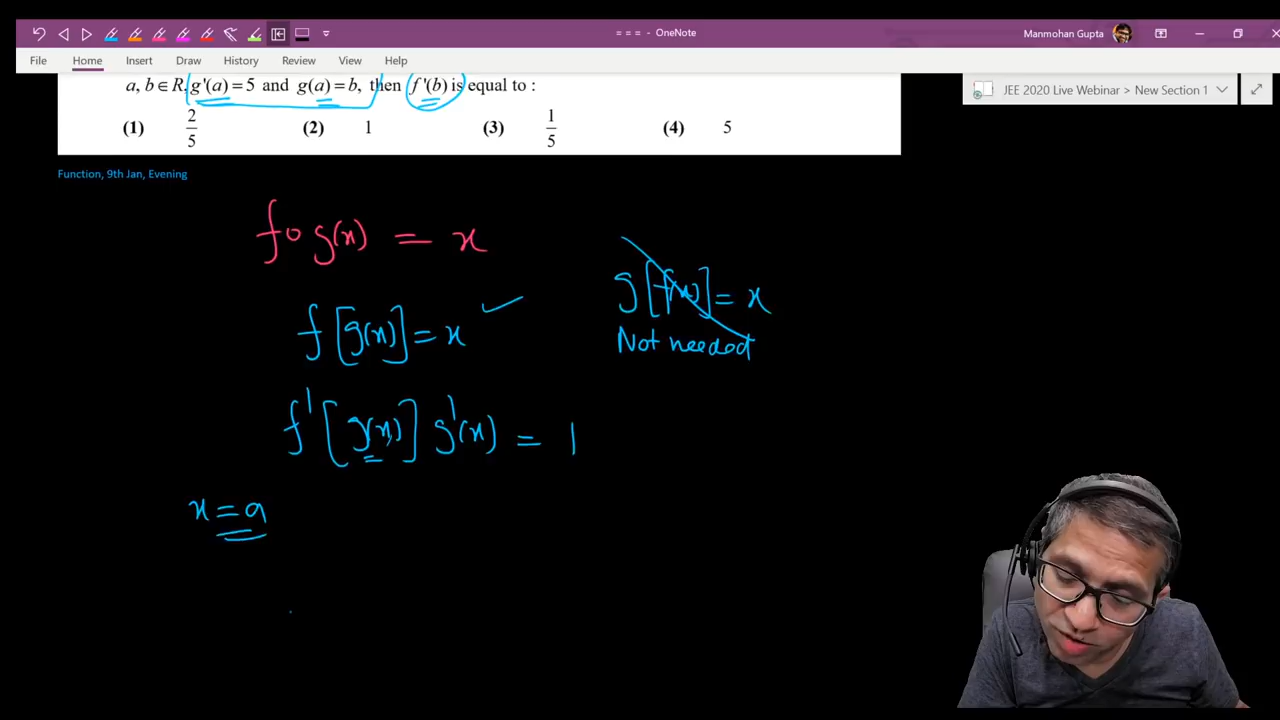 = = = - OneNote
Manmohan Gupta
File Home Insert Draw History Review View Help
JEE 2020 Live Webinar > New Section 1
a, b ∈ R, g'(a) = 5 and g(a) = b, then f'(b) is equal to :
(1) 2/5 (2) 1 (3) 1/5 (4) 5
Function, 9th Jan, Evening
fog(x) = x
g[f(x)] = x
Not needed
f[g(x)] = x ✓
f'[g(x)] g'(x) = 1
x = a